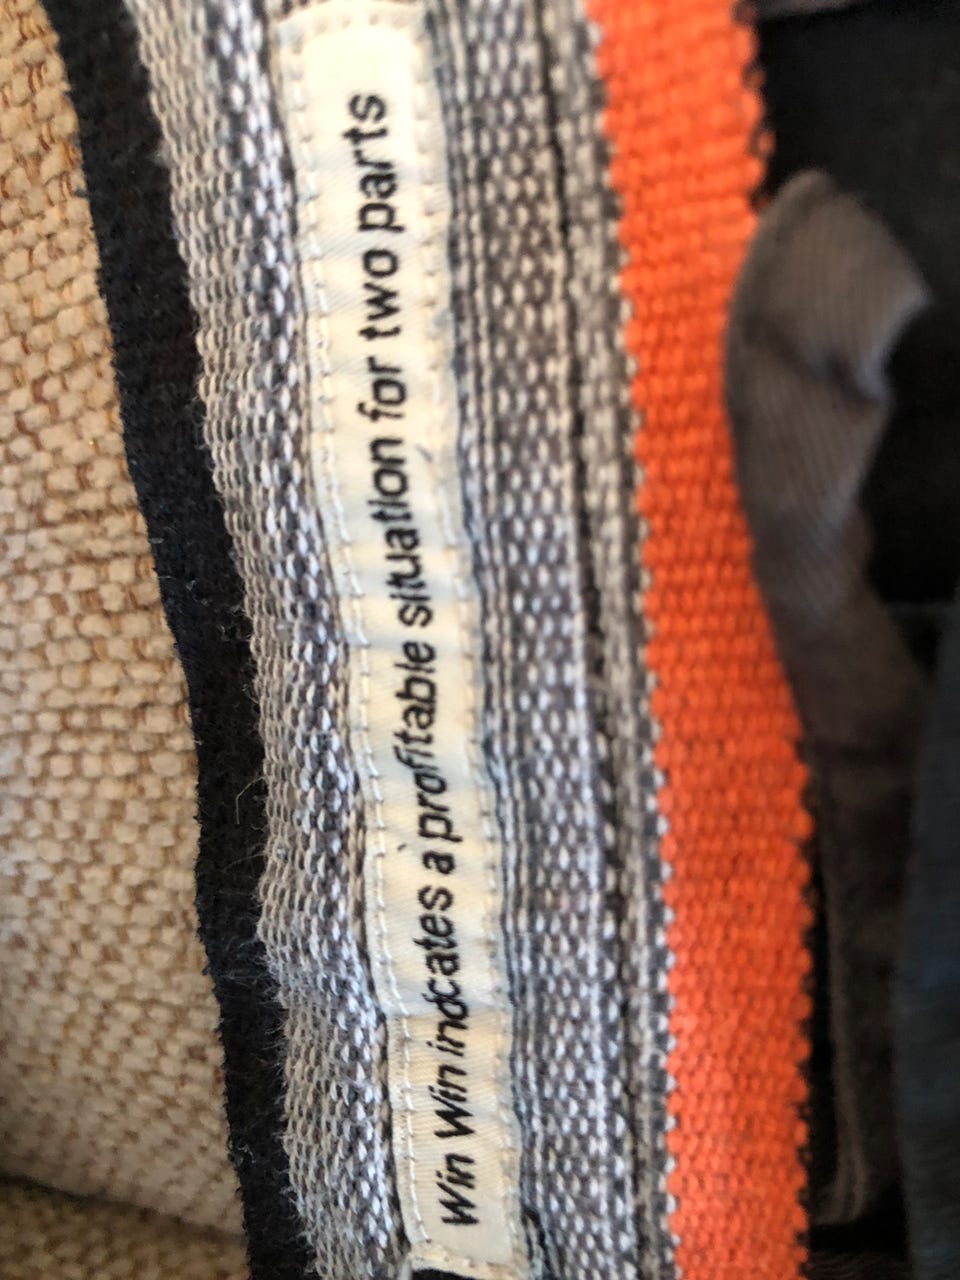 Win Win indcates a profitable situation for two parts